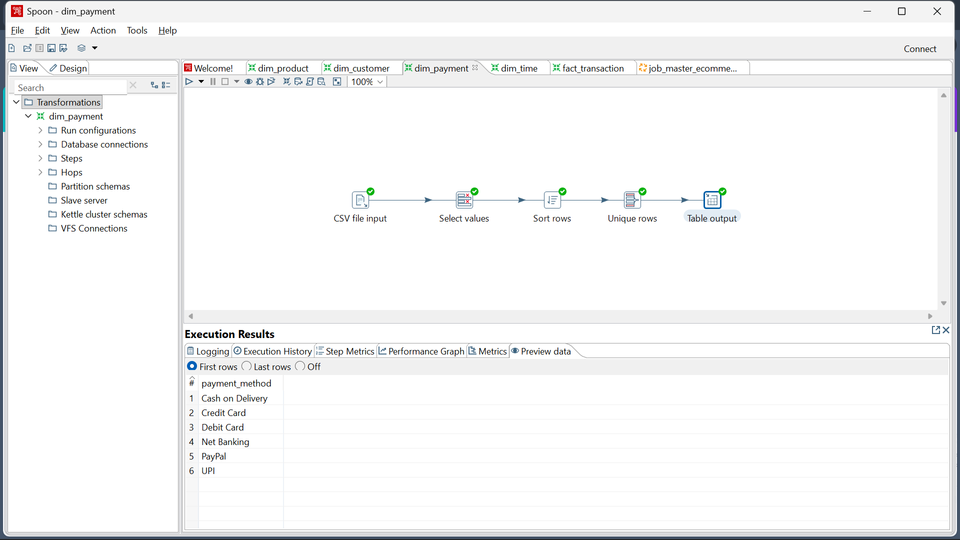 Spoon - dim_payment
File Edit View Action Tools Help
Connect
View Design
Welcome! dim_product dim_customer dim_payment dim_time fact_transaction job_master_ecomme...
100%
Search
Transformations
dim_payment
Run configurations
Database connections
Steps
Hops
Partition schemas
Slave server
Kettle cluster schemas
VFS Connections
CSV file input Select values Sort rows Unique rows Table output
Execution Results
Logging Execution History Step Metrics Performance Graph Metrics Preview data
First rows Last rows Off
# payment_method
1 Cash on Delivery
2 Credit Card
3 Debit Card
4 Net Banking
5 PayPal
6 UPI